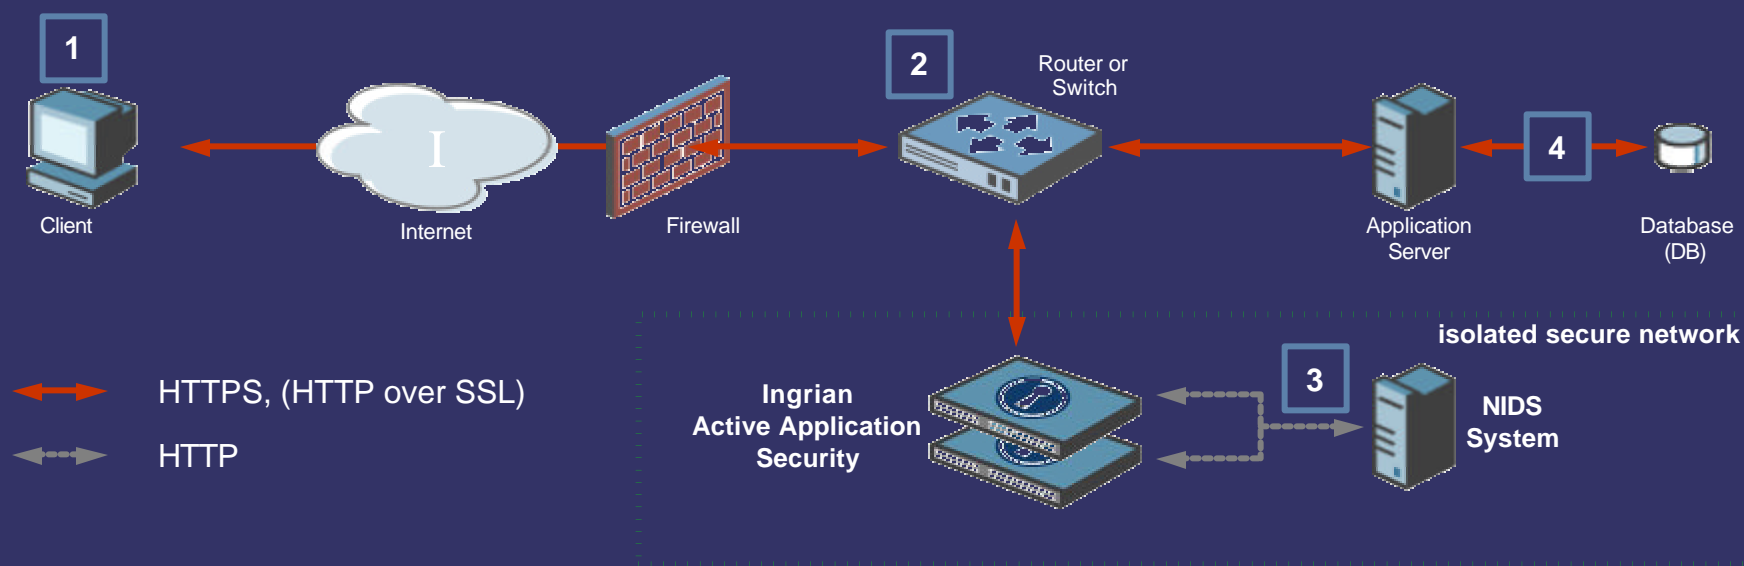 1
2
Router or
Switch
4
I
Client
Internet
Firewall
Application
Server
Database
(DB)
isolated secure network
HTTPS, (HTTP over SSL)
HTTP
Ingrian
Active Application
Security
3
NIDS
System